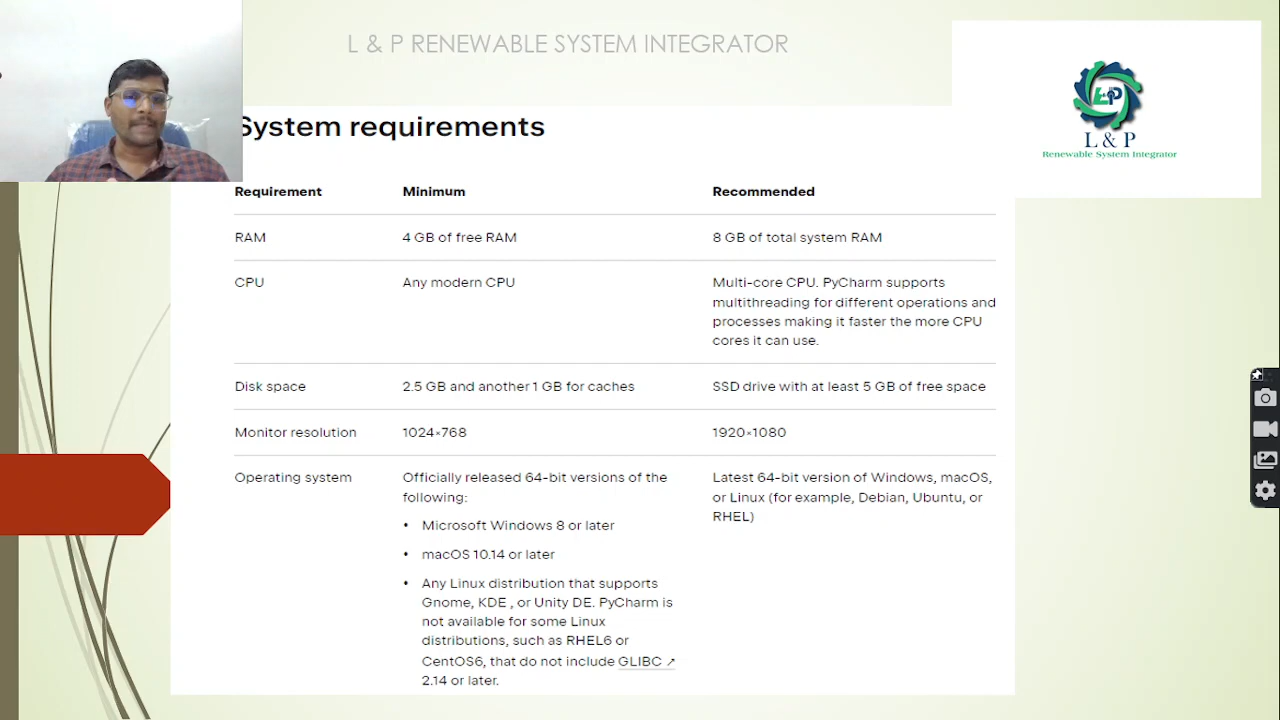 L & P RENEWABLE SYSTEM INTEGRATOR
L&P
L & P
Renewable System Integrator
System requirements
Requirement Minimum Recommended
RAM 4 GB of free RAM 8 GB of total system RAM
CPU Any modern CPU Multi-core CPU. PyCharm supports
multithreading for different operations and
processes making it faster the more CPU
cores it can use.
Disk space 2.5 GB and another 1 GB for caches SSD drive with at least 5 GB of free space
Monitor resolution 1024×768 1920×1080
Operating system Officially released 64-bit versions of the Latest 64-bit version of Windows, macOS,
following: or Linux (for example, Debian, Ubuntu, or
RHEL)
• Microsoft Windows 8 or later
• macOS 10.14 or later
• Any Linux distribution that supports
Gnome, KDE , or Unity DE. PyCharm is
not available for some Linux
distributions, such as RHEL6 or
CentOS6, that do not include GLIBC ↗
2.14 or later.